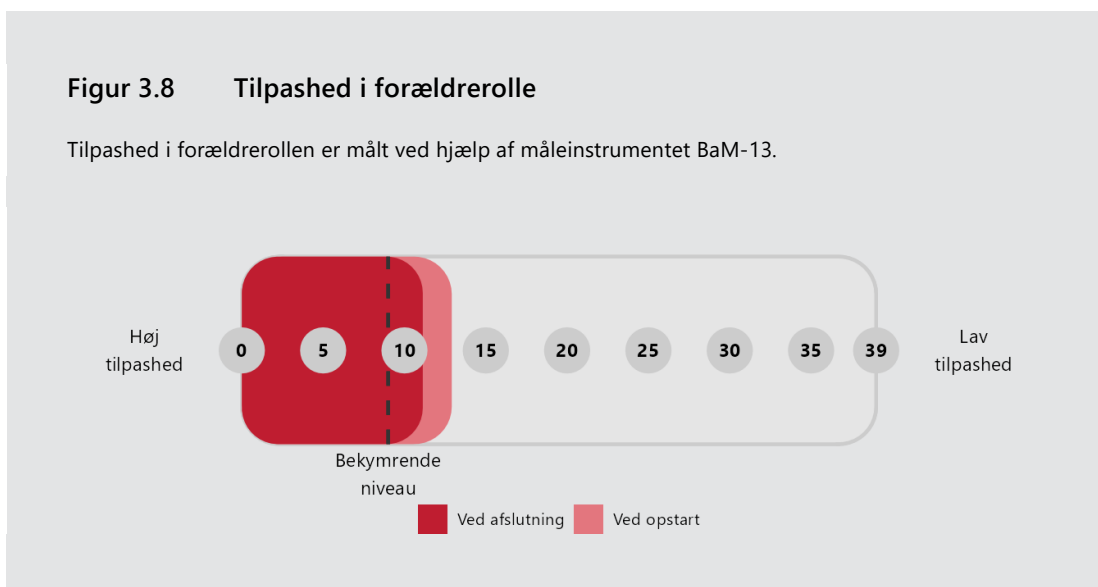 Figur 3.8 Tilpashed i forældrerolle
Tilpashed i forældrerollen er målt ved hjælp af måleinstrumentet BaM-13.
Høj
tilpashed
0 5 10 15 20 25 30 35 39
Lav
tilpashed
Bekymrende
niveau
Ved afslutning Ved opstart